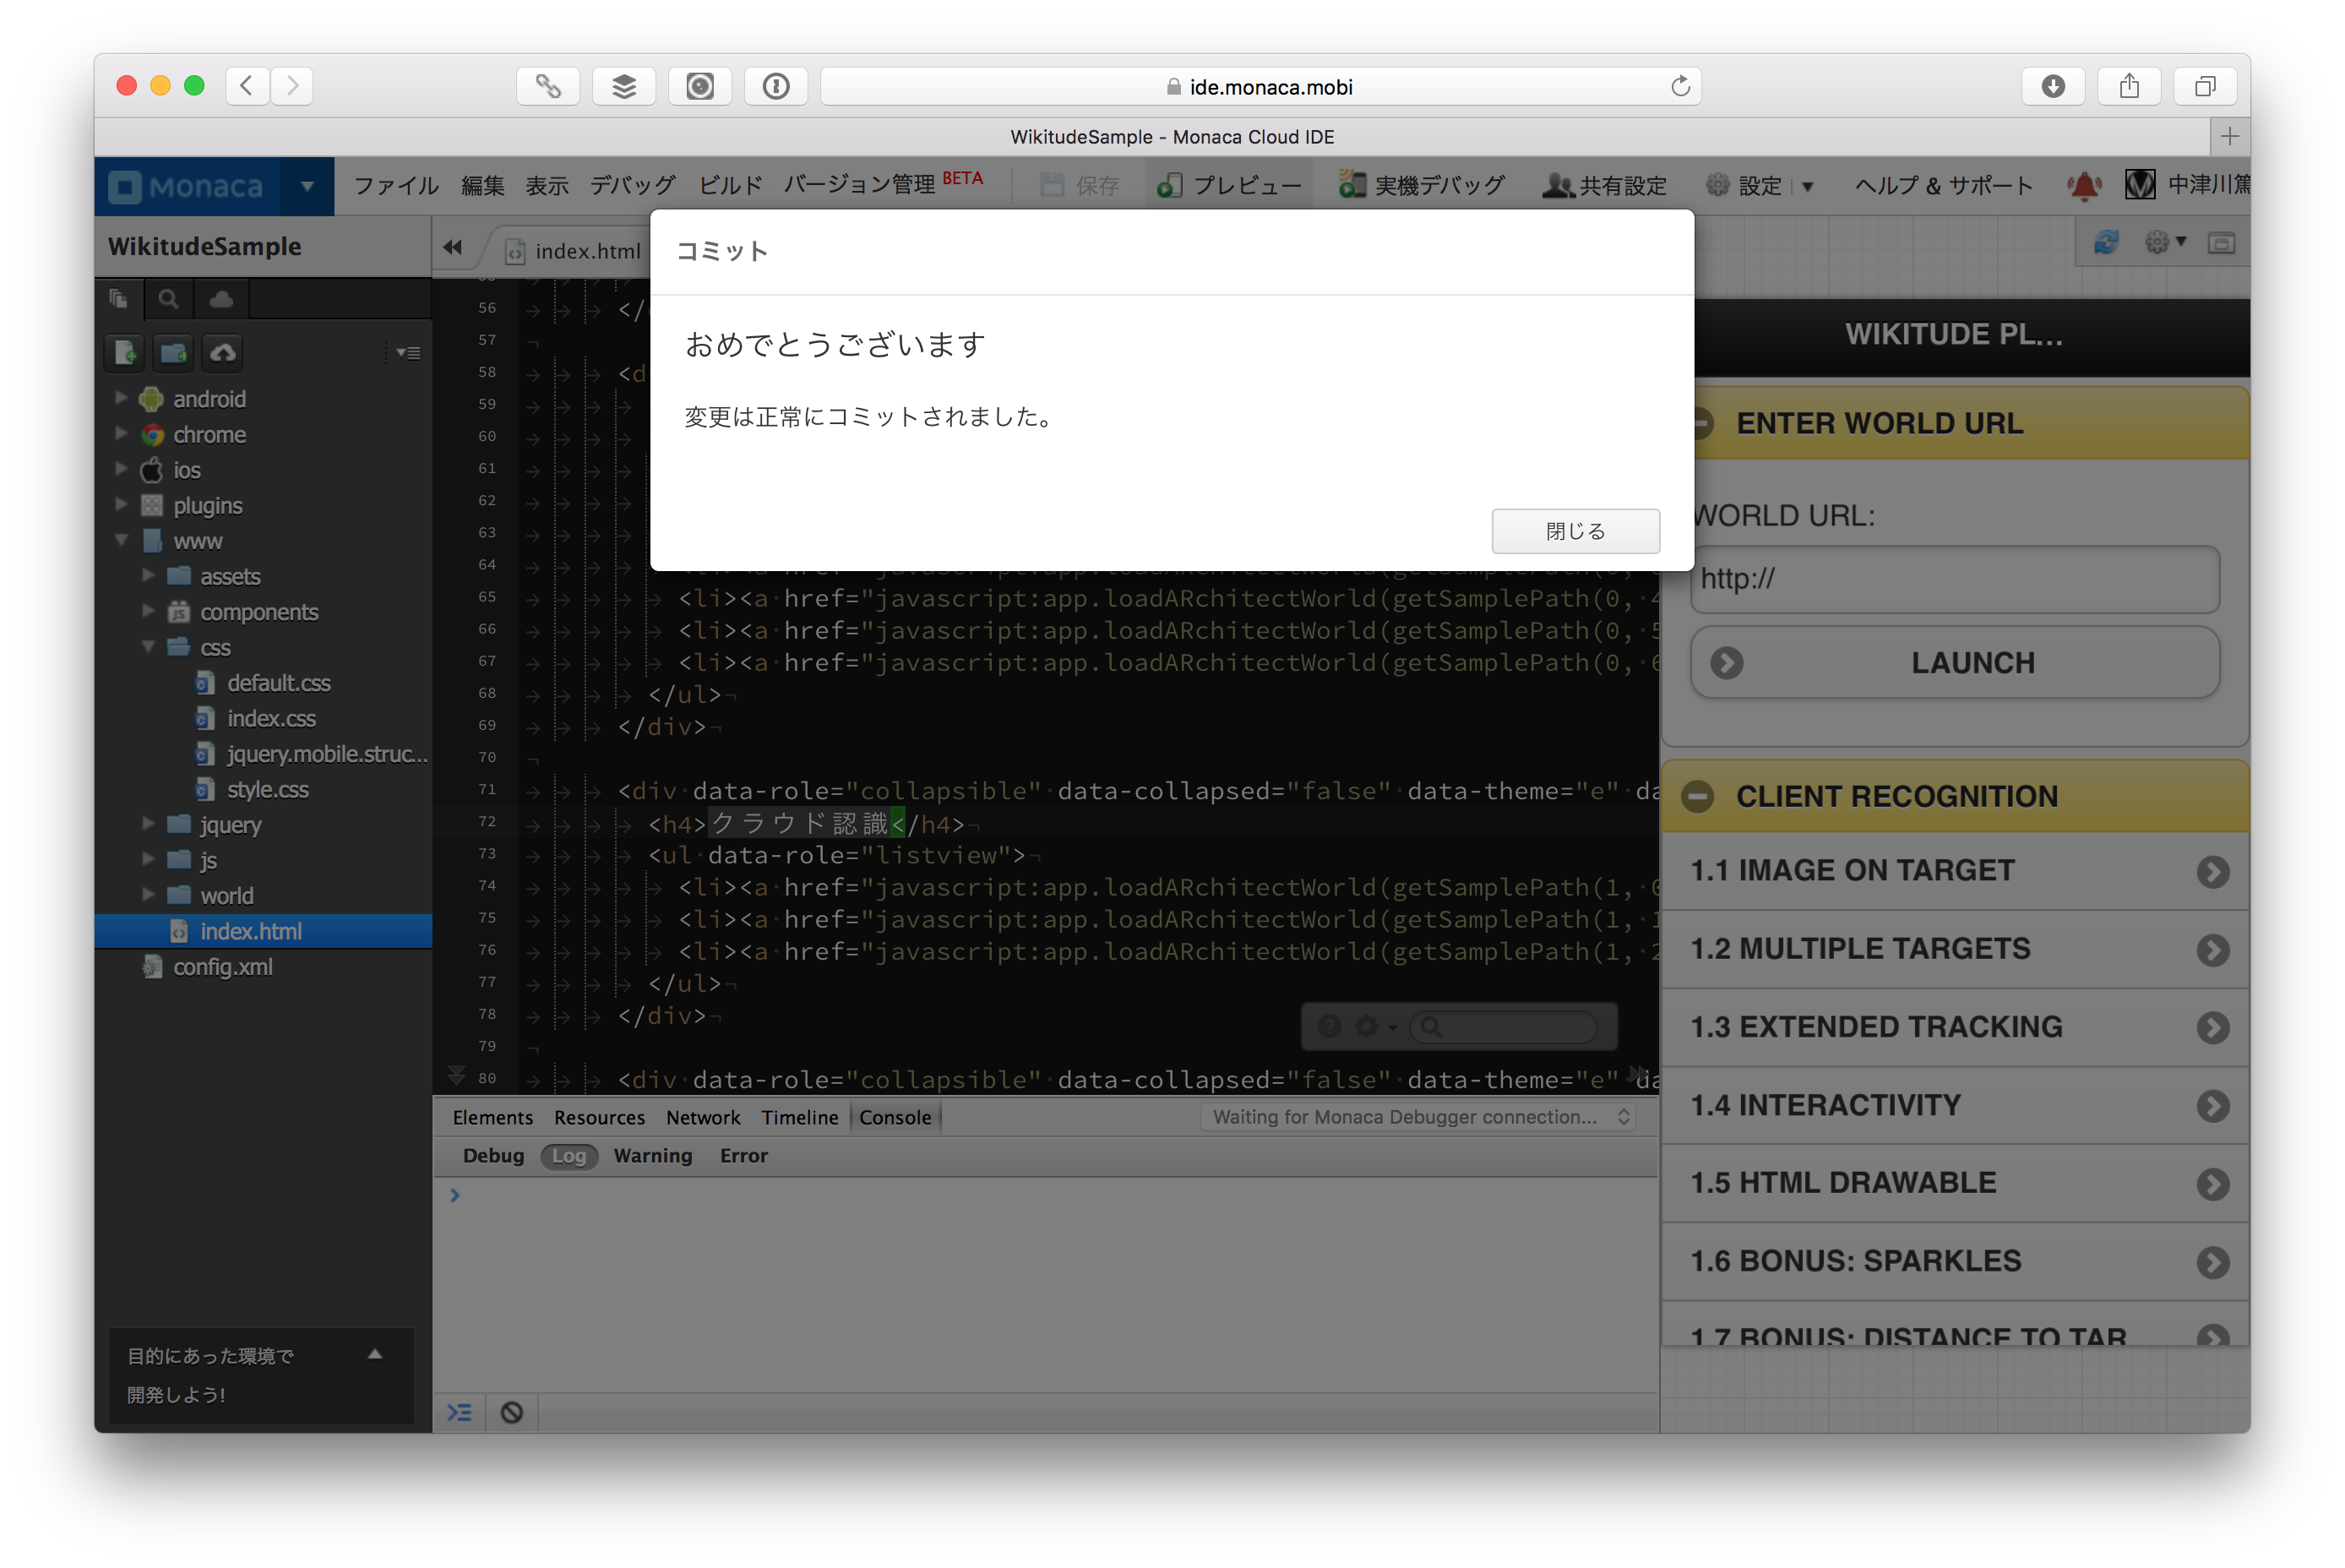 ide.monaca.mobi
WikitudeSample - Monaca Cloud IDE
Monaca
ファイル 編集 表示 デバッグ ビルド バージョン管理 BETA 保存 プレビュー 実機デバッグ 共有設定 設定 ヘルプ & サポート 中津川篤
WikitudeSample
index.html
コミット
おめでとうございます
変更は正常にコミットされました。
閉じる
android
chrome
ios
plugins
www
assets
components
css
default.css
index.css
jquery.mobile.struc...
style.css
jquery
js
world
index.html
config.xml
目的にあった環境で
開発しよう!
56 </
57
58 <d
59
60
61
62
63
64
65 <li><a href="javascript:app.loadARchitectWorld(getSamplePath(0, 4
66 <li><a href="javascript:app.loadARchitectWorld(getSamplePath(0, 5
67 <li><a href="javascript:app.loadARchitectWorld(getSamplePath(0, 6
68 </ul>
69 </div>
70
71 <div data-role="collapsible" data-collapsed="false" data-theme="e" da
72 <h4>クラウド認識</h4>
73 <ul data-role="listview">
74 <li><a href="javascript:app.loadARchitectWorld(getSamplePath(1, 0
75 <li><a href="javascript:app.loadARchitectWorld(getSamplePath(1, 1
76 <li><a href="javascript:app.loadARchitectWorld(getSamplePath(1, 2
77 </ul>
78 </div>
79
80 <div data-role="collapsible" data-collapsed="false" data-theme="e" da
Elements Resources Network Timeline Console Waiting for Monaca Debugger connection...
Debug Log Warning Error
WIKITUDE PL...
ENTER WORLD URL
WORLD URL:
http://
LAUNCH
CLIENT RECOGNITION
1.1 IMAGE ON TARGET
1.2 MULTIPLE TARGETS
1.3 EXTENDED TRACKING
1.4 INTERACTIVITY
1.5 HTML DRAWABLE
1.6 BONUS: SPARKLES
1.7 BONUS: DISTANCE TO TAR